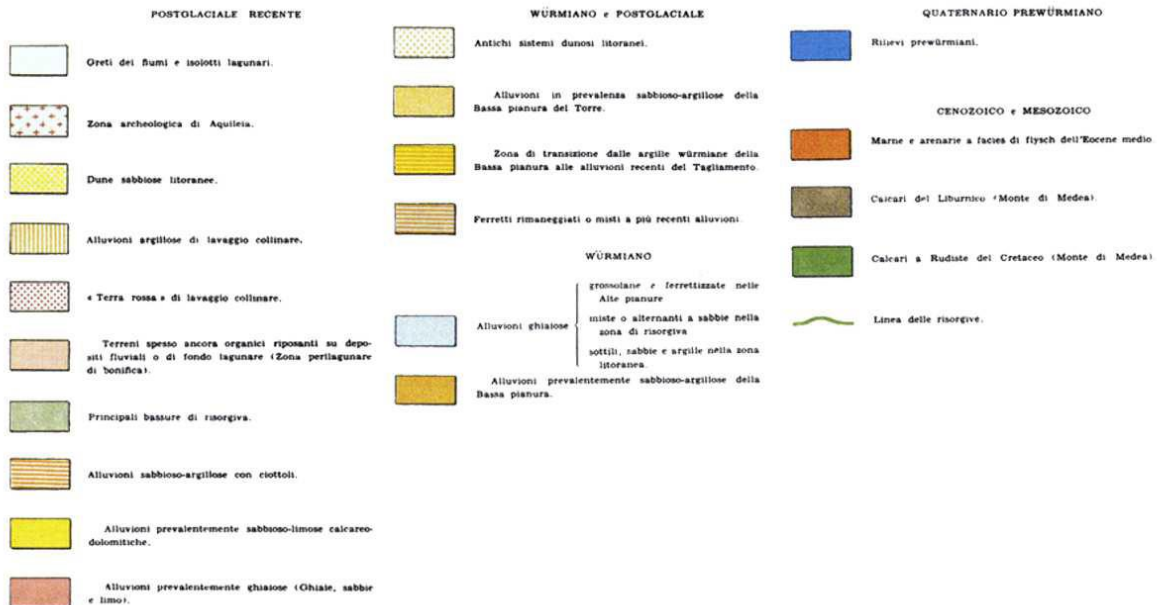 POSTOLACIALE RECENTE
Greti dei fiumi e isolotti lagunari.
Zona archeologica di Aquileia.
Dune sabbiose litoranee.
Alluvioni argillose di lavaggio collinare.
« Terra rossa » di lavaggio collinare.
Terreni spesso ancora organici riposanti su depo-
siti fluviali o di fondo lagunare (Zona perilagunare
di bonifica).
Principali bassure di risorgiva.
Alluvioni sabbioso-argillose con ciottoli.
Alluvioni prevalentemente sabbioso-limose calcareo-
dolomitiche.
Alluvioni prevalentemente ghiaiose (Ghiaie, sabbie
e limo).
WÜRMIANO e POSTOLACIALE
Antichi sistemi dunosi litoranei.
Alluvioni in prevalenza sabbioso-argillose della
Bassa pianura del Torre.
Zona di transizione dalle argille würmiane della
Bassa pianura alle alluvioni recenti del Tagliamento.
Ferretti rimaneggiati o misti a più recenti alluvioni.
WÜRMIANO
Alluvioni ghiaiose
grossolane e ferrettizzate nelle
Alte pianure
miste o alternanti a sabbie nella
zona di risorgiva
sottili, sabbie e argille nella zona
litoranea.
Alluvioni prevalentemente sabbioso-argillose della
Bassa pianura.
QUATERNARIO PREWÜRMIANO
Rilievi prewürmiani.
CENOZOICO e MESOZOICO
Marne e arenarie a facies di flysch dell'Eocene medio
Calcari del Liburnico (Monte di Medea).
Calcari a Rudiste del Cretaceo (Monte di Medea)
Linea delle risorgive.